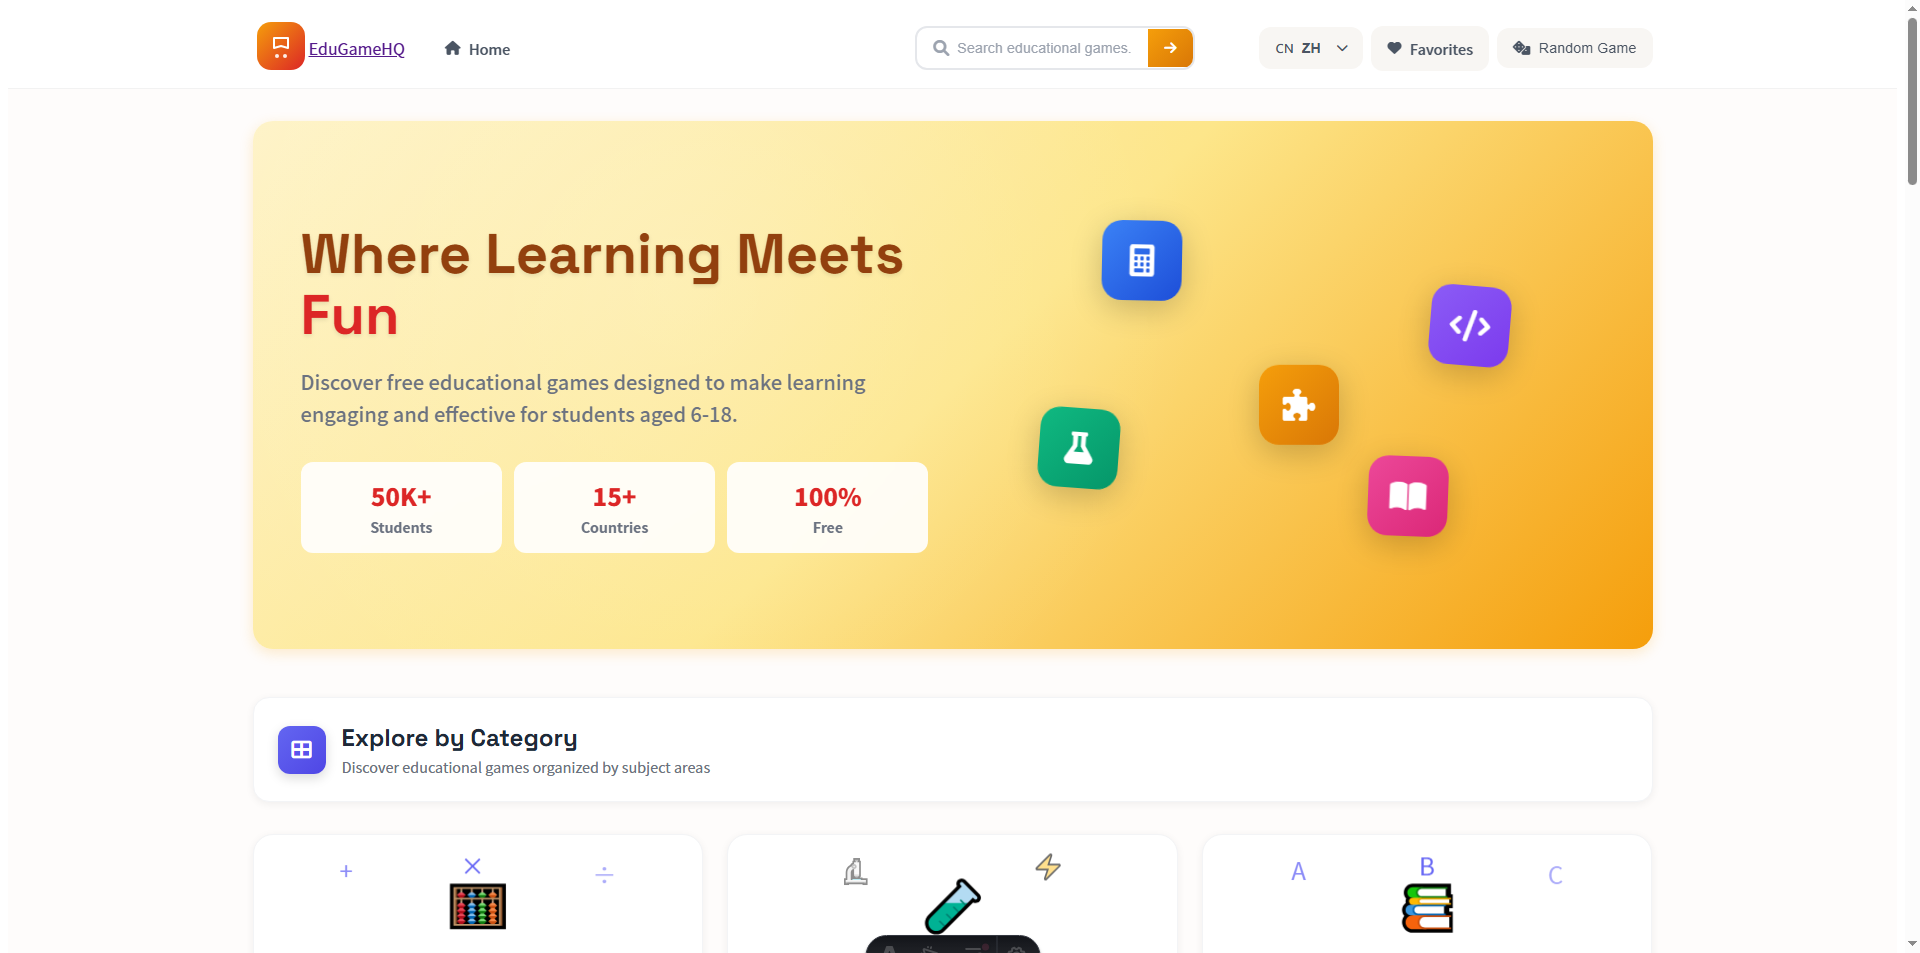 EduGameHQ
Home
Search educational games.
CN ZH
Favorites
Random Game
Where Learning Meets
Fun
Discover free educational games designed to make learning
engaging and effective for students aged 6-18.
50K+
Students
15+
Countries
100%
Free
Explore by Category
Discover educational games organized by subject areas
+ × ÷
A B C